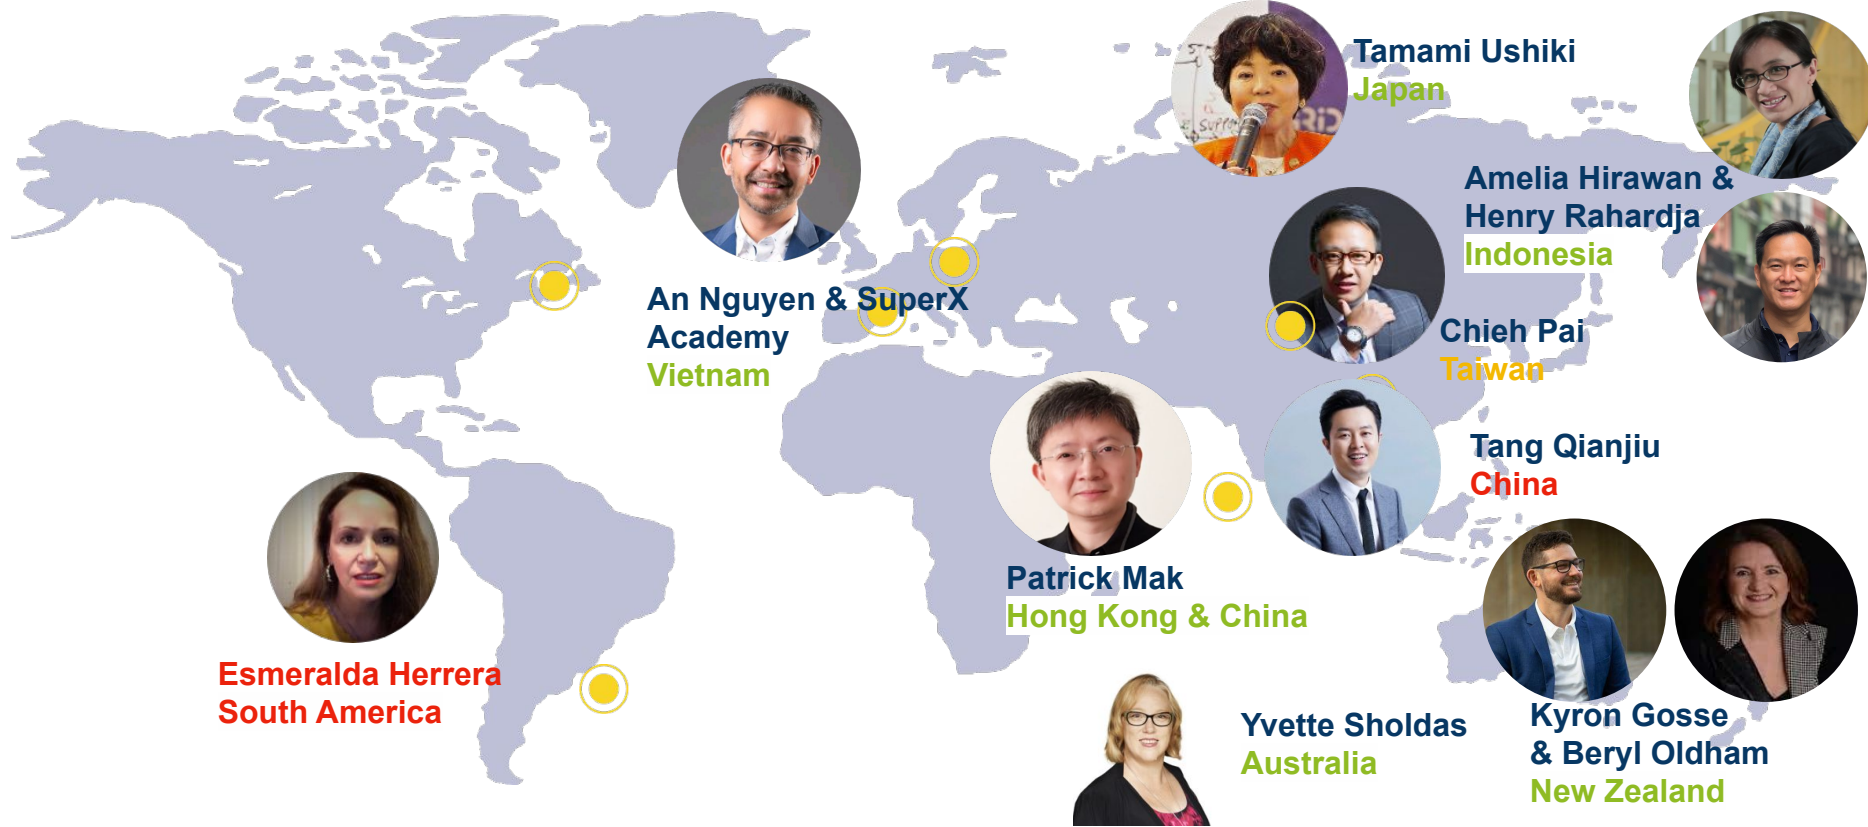 Tamami Ushiki
Japan
Amelia Hirawan &
Henry Rahardja
Indonesia
An Nguyen & SuperX
Academy
Vietnam
Chieh Pai
Taiwan
Tang Qianjiu
China
Patrick Mak
Hong Kong & China
Esmeralda Herrera
South America
Yvette Sholdas
Australia
Kyron Gosse
& Beryl Oldham
New Zealand